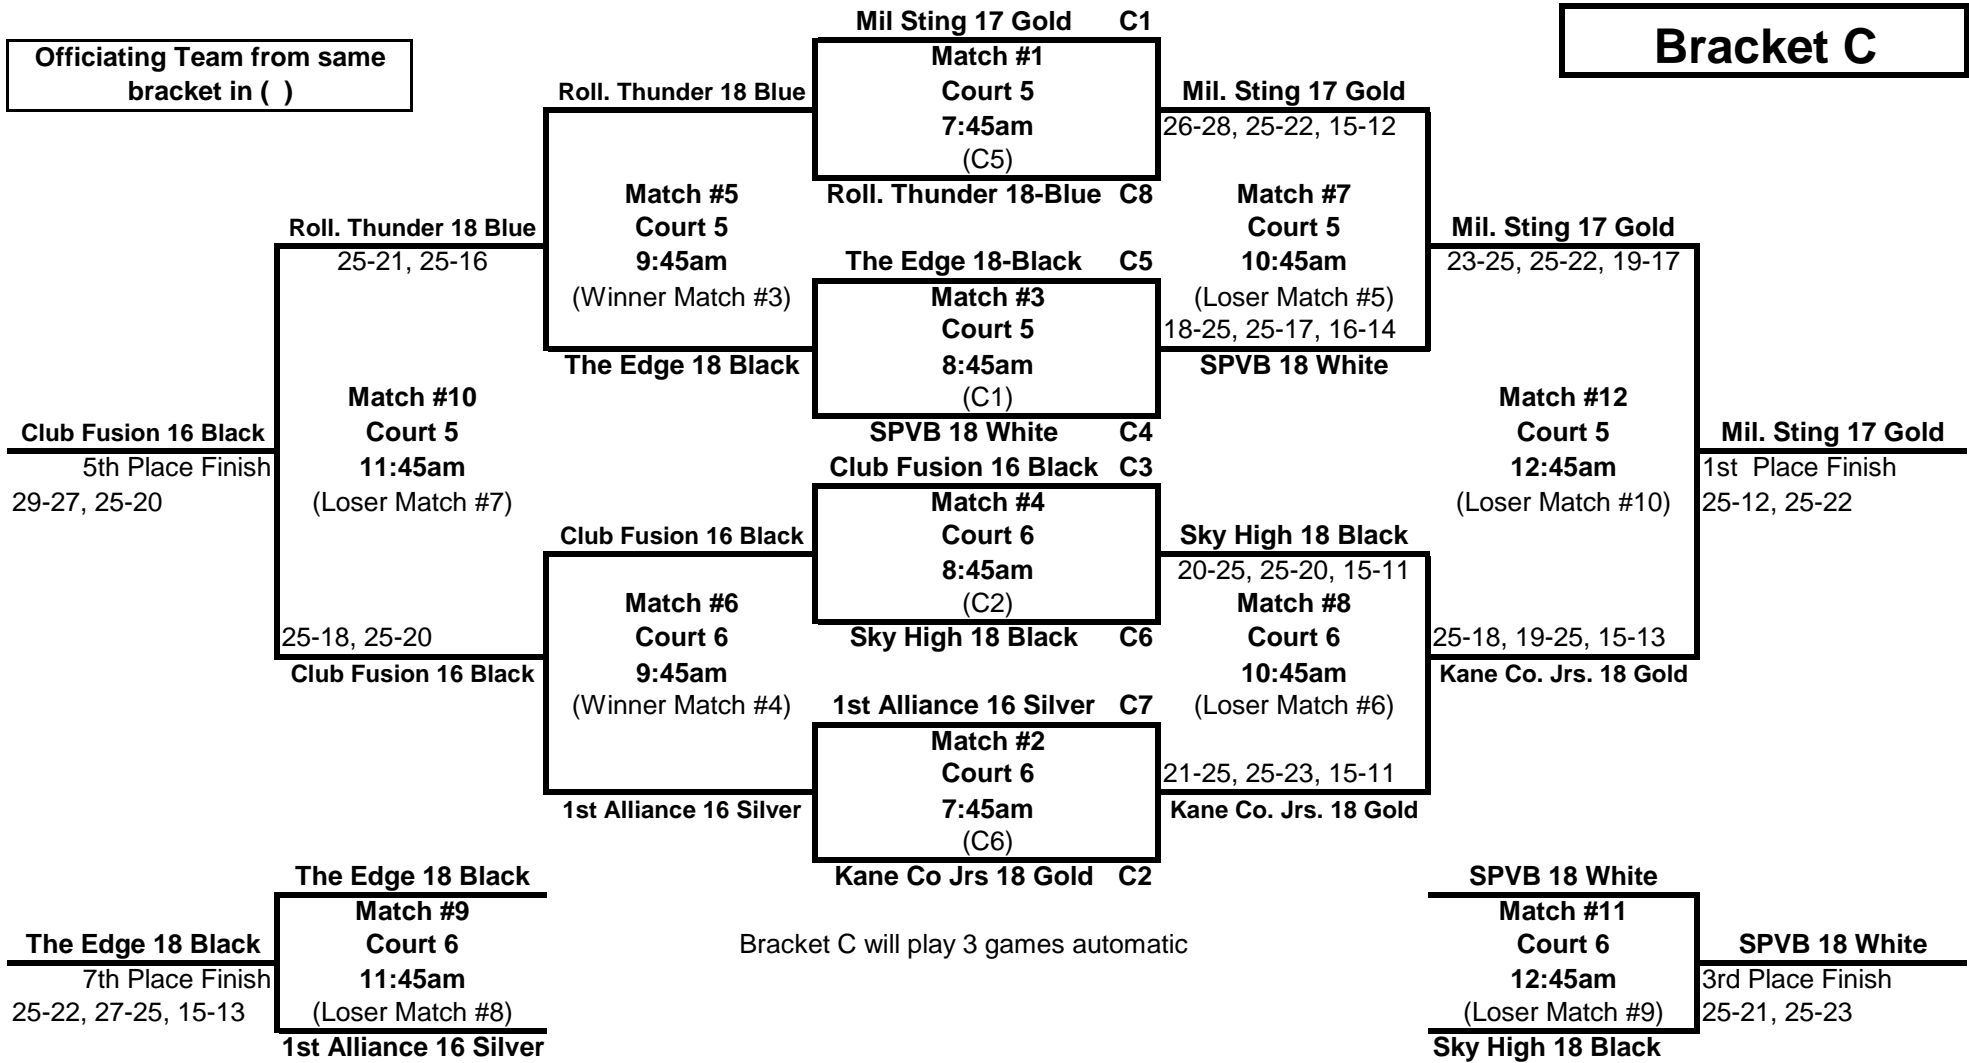 Mil Sting 17 Gold C1
Bracket C
Officiating Team from same
bracket in ( )
Match #1
Court 5
7:45am
(C5)
Roll. Thunder 18 Blue
Mil. Sting 17 Gold
26-28, 25-22, 15-12
Roll. Thunder 18-Blue C8
Match #5
Court 5
9:45am
(Winner Match #3)
Match #7
Court 5
10:45am
(Loser Match #5)
Roll. Thunder 18 Blue
25-21, 25-16
Mil. Sting 17 Gold
23-25, 25-22, 19-17
The Edge 18-Black C5
Match #3
Court 5
8:45am
(C1)
18-25, 25-17, 16-14
The Edge 18 Black
SPVB 18 White
SPVB 18 White C4
Match #10
Court 5
11:45am
(Loser Match #7)
Match #12
Court 5
12:45am
(Loser Match #10)
Club Fusion 16 Black
5th Place Finish
29-27, 25-20
Mil. Sting 17 Gold
1st Place Finish
25-12, 25-22
Club Fusion 16 Black C3
Match #4
Court 6
8:45am
(C2)
Club Fusion 16 Black
Sky High 18 Black
20-25, 25-20, 15-11
Sky High 18 Black C6
Match #6
Court 6
9:45am
(Winner Match #4)
Match #8
Court 6
10:45am
(Loser Match #6)
25-18, 25-20
Club Fusion 16 Black
25-18, 19-25, 15-13
Kane Co. Jrs. 18 Gold
1st Alliance 16 Silver C7
Match #2
Court 6
7:45am
(C6)
21-25, 25-23, 15-11
1st Alliance 16 Silver
Kane Co. Jrs. 18 Gold
Kane Co Jrs 18 Gold C2
The Edge 18 Black
Match #9
Court 6
11:45am
(Loser Match #8)
1st Alliance 16 Silver
The Edge 18 Black
7th Place Finish
25-22, 27-25, 15-13
Bracket C will play 3 games automatic
SPVB 18 White
Match #11
Court 6
12:45am
(Loser Match #9)
Sky High 18 Black
SPVB 18 White
3rd Place Finish
25-21, 25-23